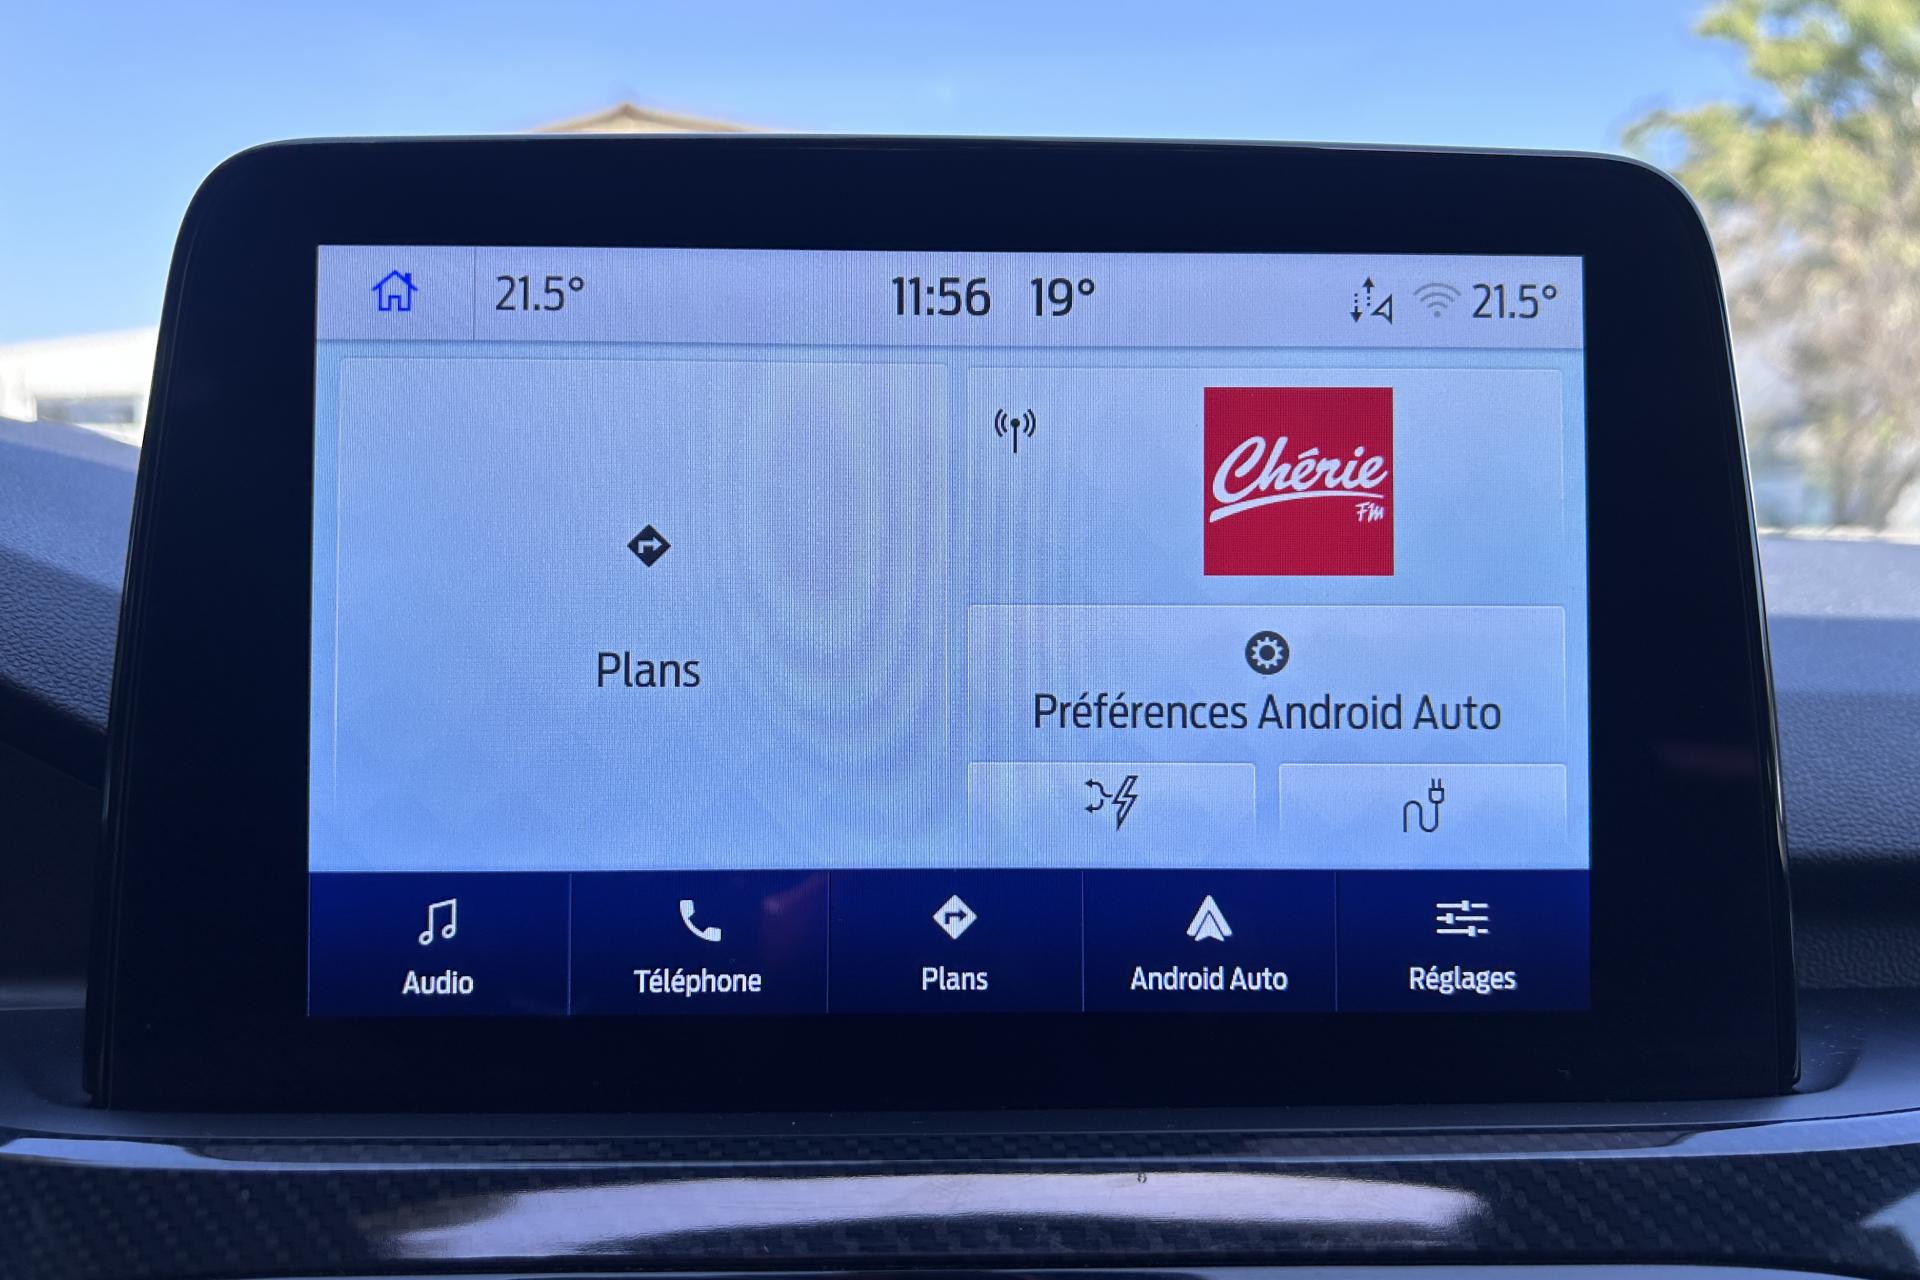 21.5°
11:56
19°
21.5°
Chérie
FM
Plans
Préférences Android Auto
Audio
Téléphone
Plans
Android Auto
Réglages